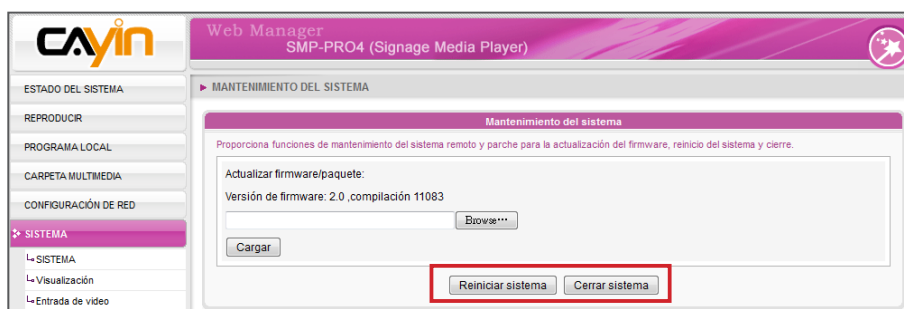 CAYIN
Web Manager
SMP-PRO4 (Signage Media Player)
ESTADO DEL SISTEMA
REPRODUCIR
PROGRAMA LOCAL
CARPETA MULTIMEDIA
CONFIGURACIÓN DE RED
SISTEMA
SISTEMA
Visualización
Entrada de video
MANTENIMIENTO DEL SISTEMA
Mantenimiento del sistema
Proporciona funciones de mantenimiento del sistema remoto y parche para la actualización del firmware, reinicio del sistema y cierre.
Actualizar firmware/paquete:
Versión de firmware: 2.0 ,compilación 11083
Browse...
Cargar
Reiniciar sistema Cerrar sistema